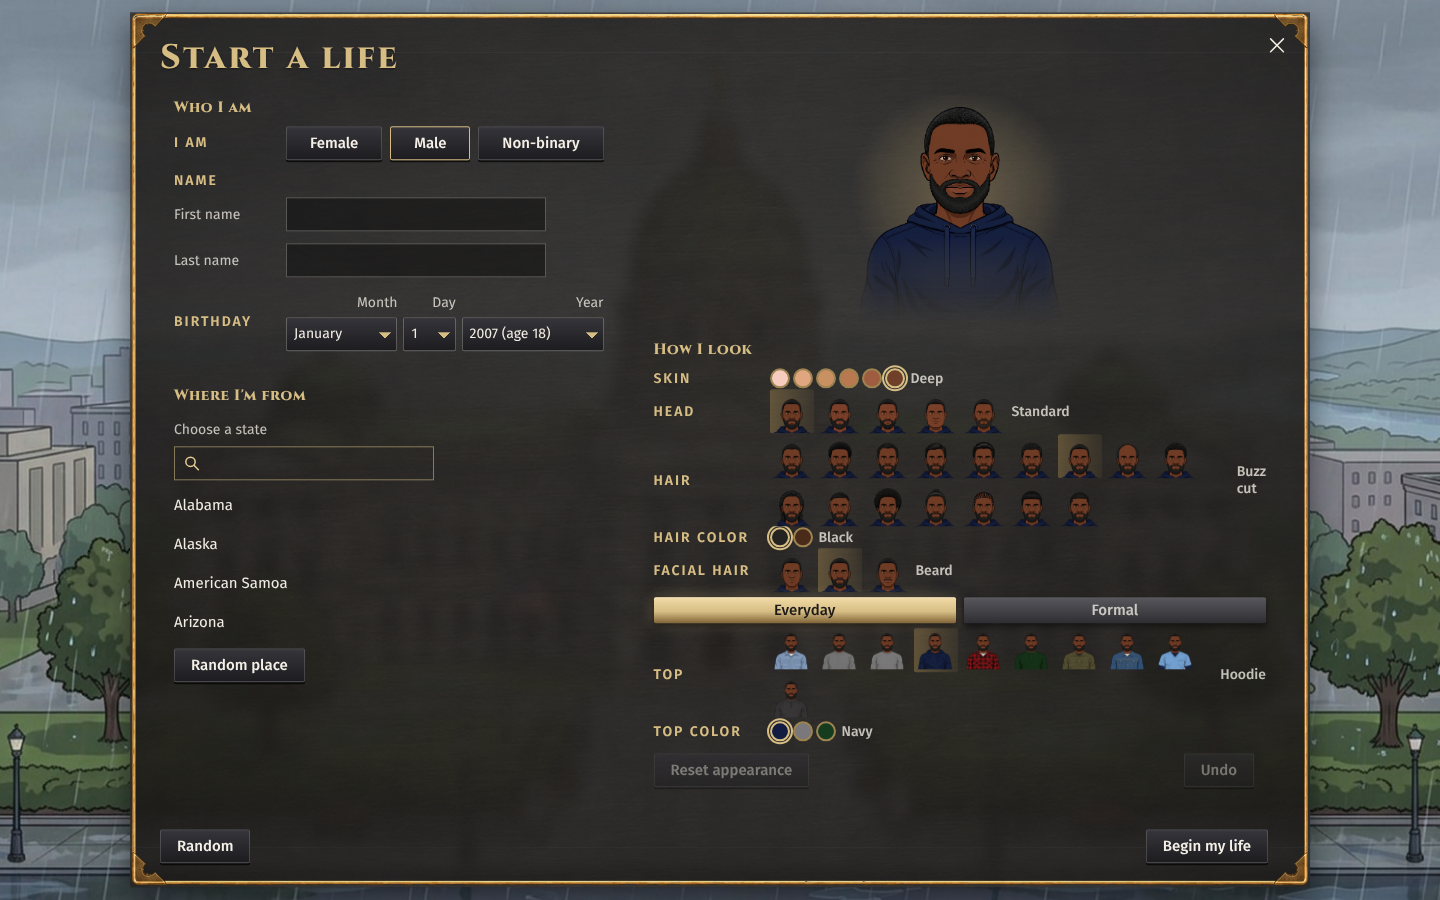 START A LIFE
WHO I AM
I AM
Female
Male
Non-binary
NAME
First name
Last name
Month
Day
Year
BIRTHDAY
January
1
2007 (age 18)
WHERE I'M FROM
Choose a state
Alabama
Alaska
American Samoa
Arizona
Random place
HOW I LOOK
SKIN
Deep
HEAD
Standard
HAIR
Buzz
cut
HAIR COLOR
Black
FACIAL HAIR
Beard
Everyday
Formal
TOP
Hoodie
TOP COLOR
Navy
Reset appearance
Undo
Random
Begin my life